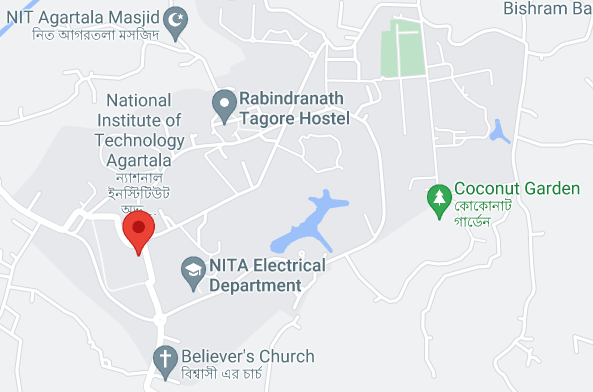 NIT Agartala Masjid
নিত আগরতলা মসজিদ
Bishram Ba
Rabindranath
Tagore Hostel
National
Institute of
Technology
Agartala
ন্যাশনাল
ইনস্টিটিউট
অফ...
Coconut Garden
কোকোনাট
গার্ডেন
NITA Electrical
Department
Believer's Church
বিশ্বাসী এর চার্চ